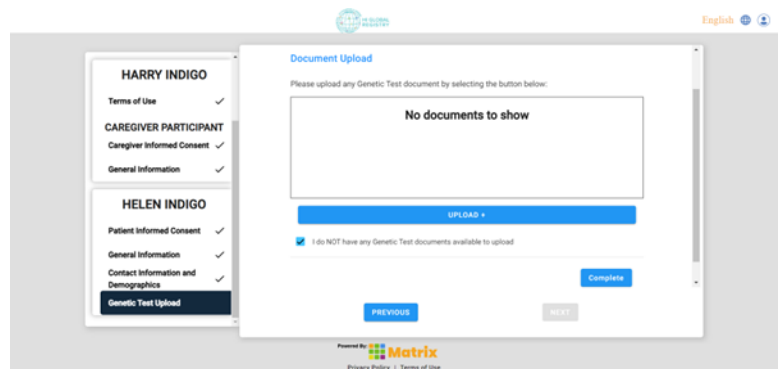 HI GLOBAL
REGISTRY
English
HARRY INDIGO
Terms of Use
CAREGIVER PARTICIPANT
Caregiver Informed Consent
General Information
HELEN INDIGO
Patient Informed Consent
General Information
Contact Information and
Demographics
Genetic Test Upload
Document Upload
Please upload any Genetic Test document by selecting the button below:
No documents to show
UPLOAD +
I do NOT have any Genetic Test documents available to upload
Complete
PREVIOUS
NEXT
Powered By:
Matrix
Privacy Policy | Terms of Use